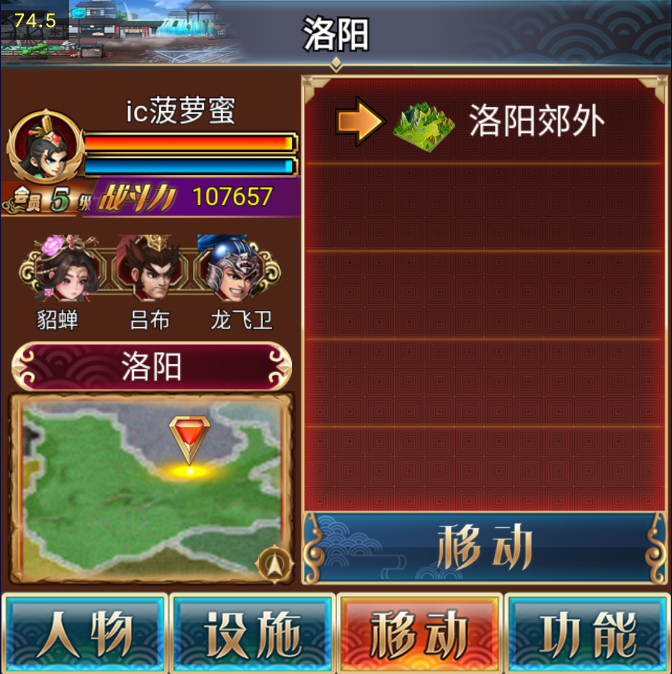 74.5
洛阳
ic菠萝蜜
会员5级 战斗力 107657
貂蝉 吕布 龙飞卫
洛阳
洛阳郊外
移动
人物 设施 移动 功能